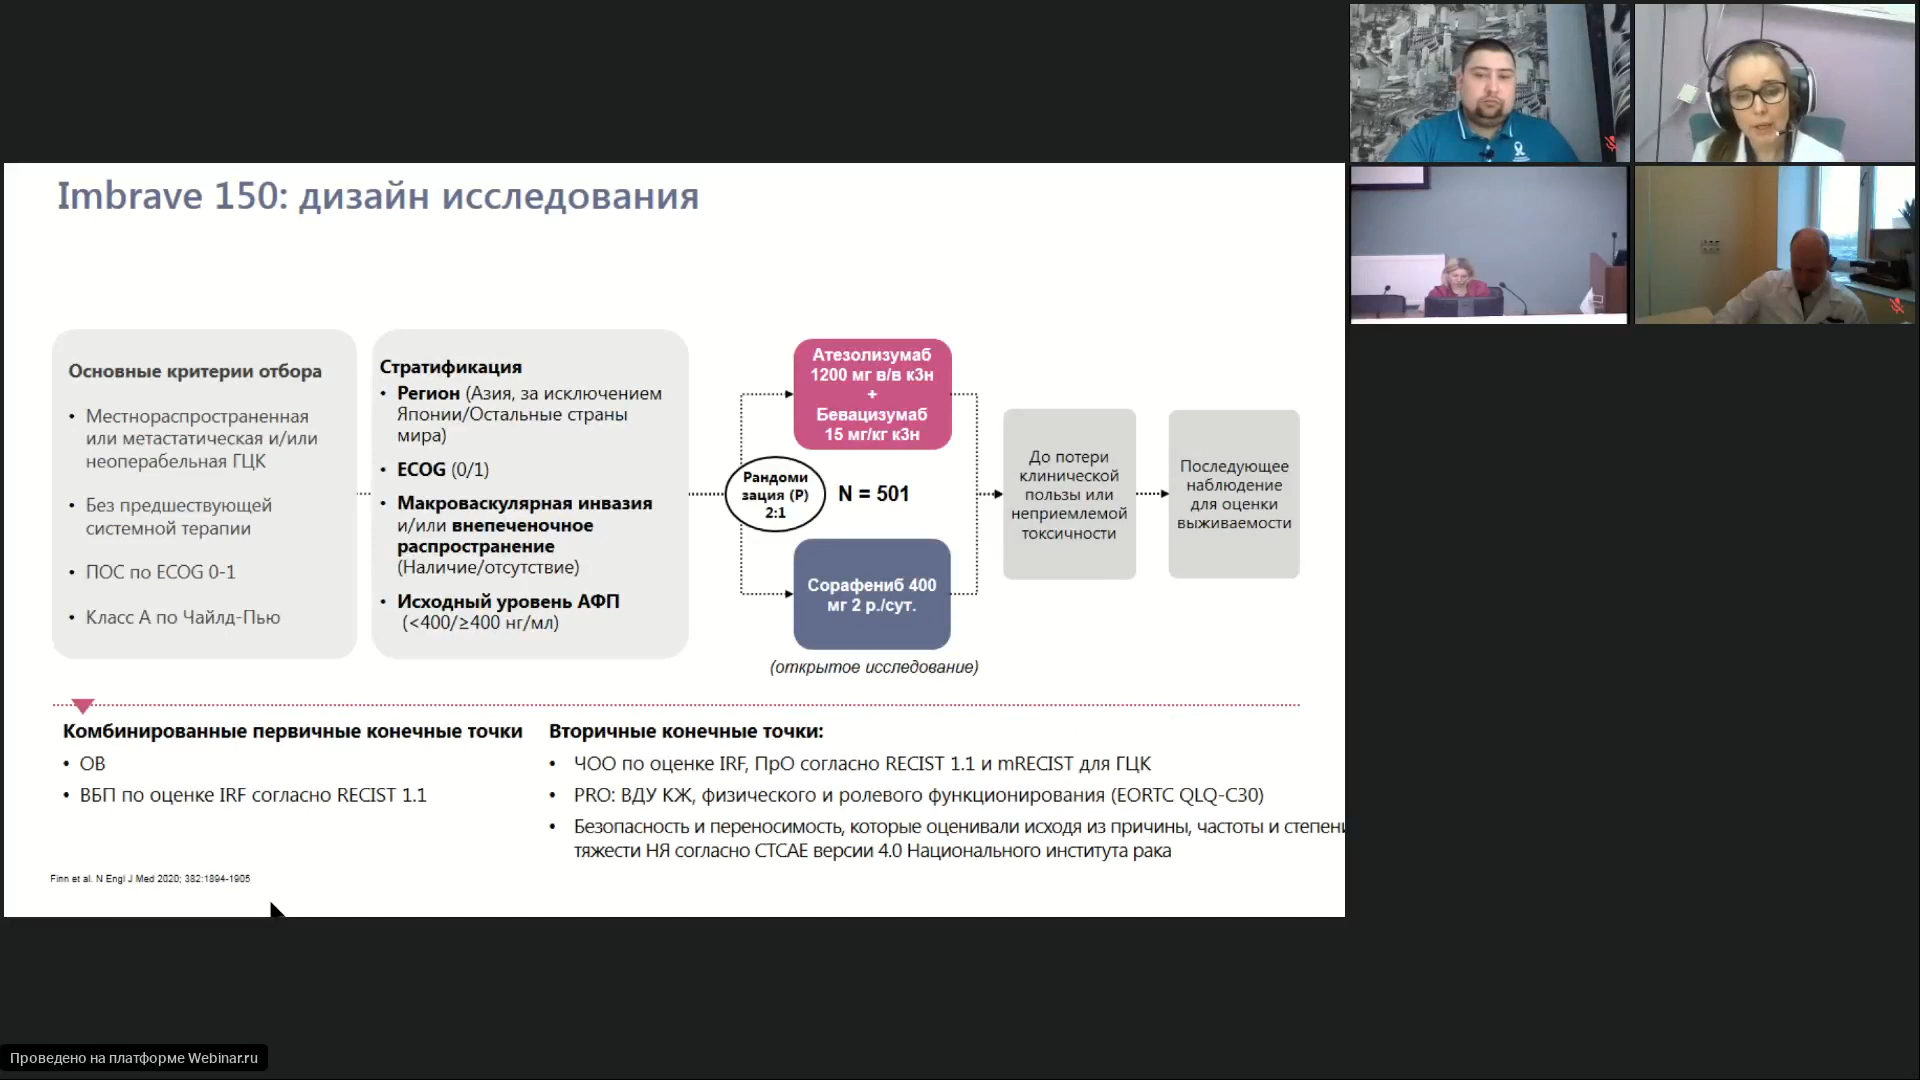 Imbrave 150: дизайн исследования
Основные критерии отбора
• Местнораспространенная
или метастатическая и/или
неоперабельная ГЦК
• Без предшествующей
системной терапии
• ПОС по ECOG 0-1
• Класс А по Чайлд-Пью
Стратификация
• Регион (Азия, за исключением
Японии/Остальные страны
мира)
• ECOG (0/1)
• Макроваскулярная инвазия
и/или внепеченочное
распространение
(Наличие/отсутствие)
• Исходный уровень АФП
(<400/≥400 нг/мл)
Рандоми
зация (Р)
2:1
N = 501
Атезолизумаб
1200 мг в/в к3н
+
Бевацизумаб
15 мг/кг к3н
Сорафениб 400
мг 2 р./сут.
(открытое исследование)
До потери
клинической
пользы или
неприемлемой
токсичности
Последующее
наблюдение
для оценки
выживаемости
Комбинированные первичные конечные точки
• ОВ
• ВБП по оценке IRF согласно RECIST 1.1
Вторичные конечные точки:
• ЧОО по оценке IRF, ПрО согласно RECIST 1.1 и mRECIST для ГЦК
• PRO: ВДУ КЖ, физического и ролевого функционирования (EORTC QLQ-C30)
• Безопасность и переносимость, которые оценивали исходя из причины, частоты и степени
тяжести НЯ согласно CTCAE версии 4.0 Национального института рака
Finn et al. N Engl J Med 2020; 382:1894-1905
Проведено на платформе Webinar.ru